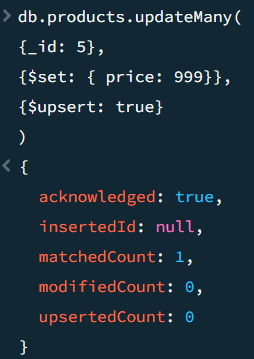 > db.products.updateMany(
{_id: 5},
{$set: { price: 999}},
{$upsert: true}
)
< {
acknowledged: true,
insertedId: null,
matchedCount: 1,
modifiedCount: 0,
upsertedCount: 0
}